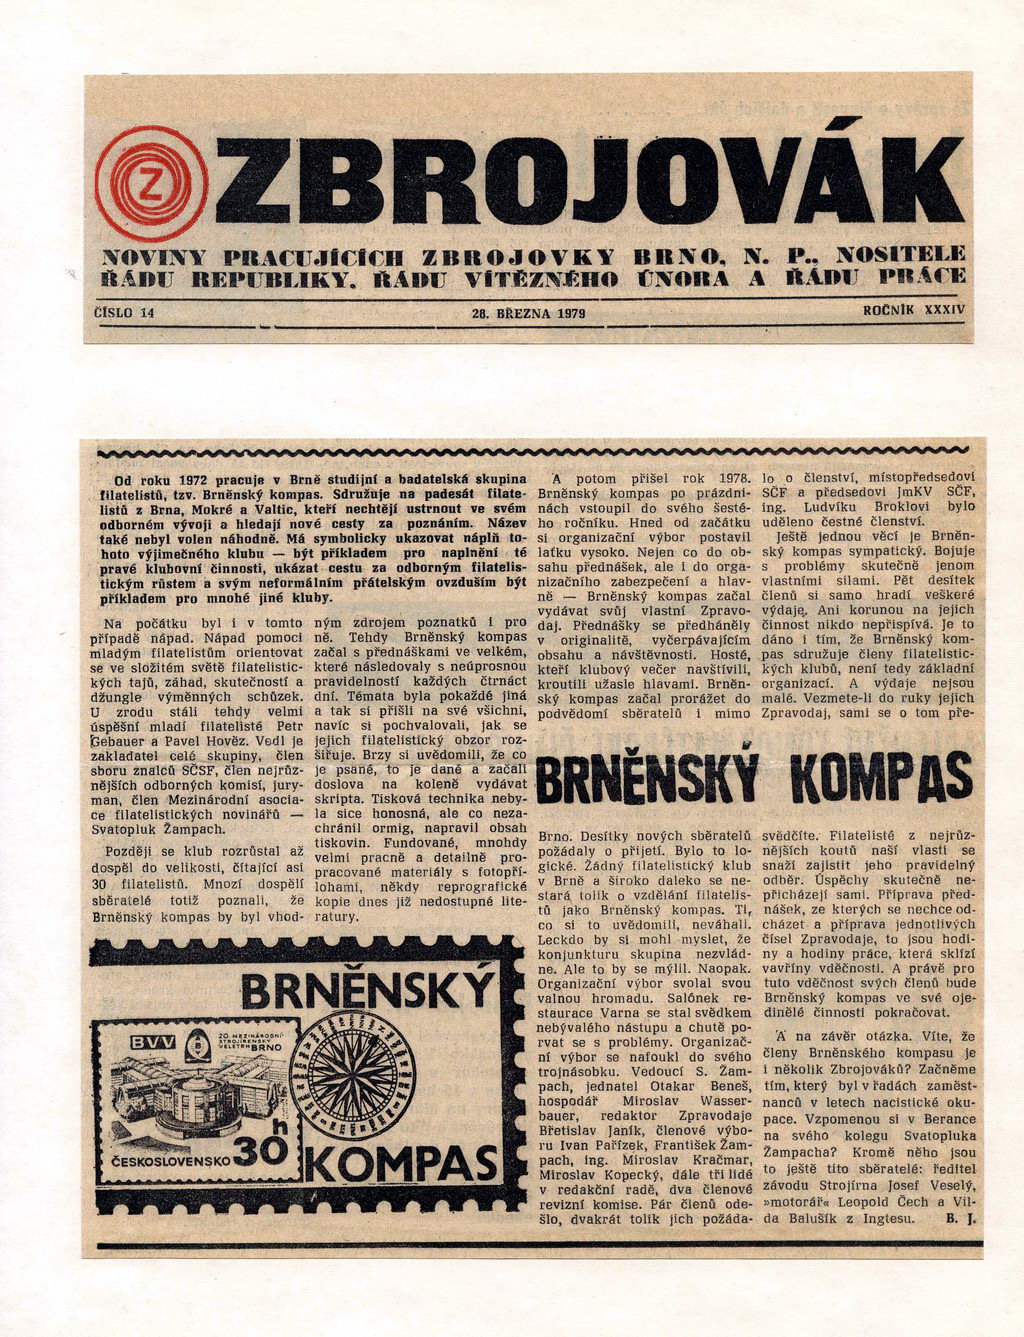 Z
ZBROJOVÁK
NOVINY PRACUJÍCÍCH ZBROJOVKY BRNO, N. P., NOSITELE
ŘÁDU REPUBLIKY, ŘÁDU VÍTĚZNÉHO ÚNORA A ŘÁDU PRÁCE
ČÍSLO 14 28. BŘEZNA 1979 ROČNÍK XXXIV
Od roku 1972 pracuje v Brně studijní a badatelská skupina
filatelistů, tzv. Brněnský kompas. Sdružuje na padesát filate-
listů z Brna, Mokré a Valtic, kteří nechtějí ustrnout ve svém
odborném vývoji a hledají nové cesty za poznáním. Název
také nebyl volen náhodně. Má symbolicky ukazovat náplň to-
hoto výjimečného klubu — být příkladem pro naplnění té
pravé klubovní činnosti, ukázat cestu za odborným filatelis-
tickým růstem a svým neformálním přátelským ovzduším být
příkladem pro mnohé jiné kluby.
Na počátku byl i v tomto
případě nápad. Nápad pomoci
mladým filatelistům orientovat
se ve složitém světě filatelistic-
kých tajů, záhad, skutečností a
džungle výměnných schůzek.
U zrodu stáli tehdy velmi
úspěšní mladí filatelisté Petr
Gebauer a Pavel Hověz. Vedl je
zakladatel celé skupiny, člen
sboru znalců SČSF, člen nejrůz-
nějších odborných komisí, jury-
man, člen Mezinárodní asocia-
ce filatelistických novinářů —
Svatopluk Žampach.
Později se klub rozrůstal až
dospěl do velikosti, čítající asi
30 filatelistů. Mnozí dospělí
sběratelé totiž poznali, že
Brněnský kompas by byl vhod-
ným zdrojem poznatků i pro
ně. Tehdy Brněnský kompas
začal s přednáškami ve velkém,
které následovaly s neúprosnou
pravidelností každých čtrnáct
dní. Témata byla pokaždé jiná
a tak si přišli na své všichni,
navíc si pochvalovali, jak se
jejich filatelistický obzor roz-
šiřuje. Brzy si uvědomili, že co
je psané, to je dané a začali
doslova na koleně vydávat
skripta. Tisková technika neby-
la sice honosná, ale co neza-
chránil ormig, napravil obsah
tiskovin. Fundované, mnohdy
velmi pracně a detailně pro-
pracované materiály s fotopří-
lohami, někdy reprografické
kopie dnes již nedostupné lite-
ratury.
BRNĚNSKÝ
BVV
20. MEZINÁRODNÍ
STROJÍRENSKÝ
VELETRH BRNO
ČESKOSLOVENSKO 30 h
KOMPAS
A potom přišel rok 1978.
Brněnský kompas po prázdni-
nách vstoupil do svého šesté-
ho ročníku. Hned od začátku
si organizační výbor postavil
laťku vysoko. Nejen co do ob-
sahu přednášek, ale i do orga-
nizačního zabezpečení a hlav-
ně — Brněnský kompas začal
vydávat svůj vlastní Zpravo-
daj. Přednášky se předháněly
v originalitě, vyčerpávajícím
obsahu a návštěvnosti. Hosté,
kteří klubový večer navštívili,
kroutili užasle hlavami. Brněn-
ský kompas začal prorážet do
podvědomí sběratelů i mimo
lo o členství, místopředsedovi
SČF a předsedovi JmKV SČF,
ing. Ludvíku Broklovi bylo
uděleno čestné členství.
Ještě jednou věcí je Brněn-
ský kompas sympatický. Bojuje
s problémy skutečně jenom
vlastními silami. Pět desítek
členů si samo hradí veškeré
výdaje. Ani korunou na jejich
činnost nikdo nepřispívá. Je to
dáno i tím, že Brněnský kom-
pas sdružuje členy filatelistic-
kých klubů, není tedy základní
organizací. A výdaje nejsou
malé. Vezmete-li do ruky jejich
Zpravodaj, sami se o tom pře-
BRNĚNSKÝ KOMPAS
Brno. Desítky nových sběratelů
požádaly o přijetí. Bylo to lo-
gické. Žádný filatelistický klub
v Brně a široko daleko se ne-
stará tolik o vzdělání filatelis-
tů jako Brněnský kompas. Ti,
co si to uvědomili, neváhali.
Leckdo by si mohl myslet, že
konjunkturu skupina nezvlád-
ne. Ale to by se mýlil. Naopak.
Organizační výbor svolal svou
valnou hromadu. Salónek re-
staurace Varna se stal svědkem
nebývalého nástupu a chutě po-
rvat se s problémy. Organizač-
ní výbor se nafoukl do svého
trojnásobku. Vedoucí S. Žam-
pach, jednatel Otakar Beneš,
hospodář Miroslav Wasser-
bauer, redaktor Zpravodaje
Břetislav Janík, členové výbo-
ru Ivan Pařízek, František Žam-
pach, ing. Miroslav Kračmar,
Miroslav Kopecký, dále tři lidé
v redakční radě, dva členové
revizní komise. Pár členů ode-
šlo, dvakrát tolik jich požáda-
svědčíte. Filatelisté z nejrůz-
nějších koutů naší vlasti se
snaží zajistit jeho pravidelný
odběr. Úspěchy skutečně ne-
přicházejí sami. Příprava před-
nášek, ze kterých se nechce od-
cházet a příprava jednotlivých
čísel Zpravodaje, to jsou hodi-
ny a hodiny práce, která sklízí
vavříny vděčnosti. A právě pro
tuto vděčnost svých členů bude
Brněnský kompas ve své oje-
dinělé činnosti pokračovat.
A na závěr otázka. Víte, že
členy Brněnského kompasu je
i několik Zbrojováků? Začněme
tím, který byl v řadách zaměst-
nanců v letech nacistické oku-
pace. Vzpomenou si v Berance
na svého kolegu Svatopluka
Žampacha? Kromě něho jsou
to ještě tito sběratelé: ředitel
závodu Strojírna Josef Veselý,
»motorář« Leopold Čech a Vil-
da Balušík z Inglesu. B. J.